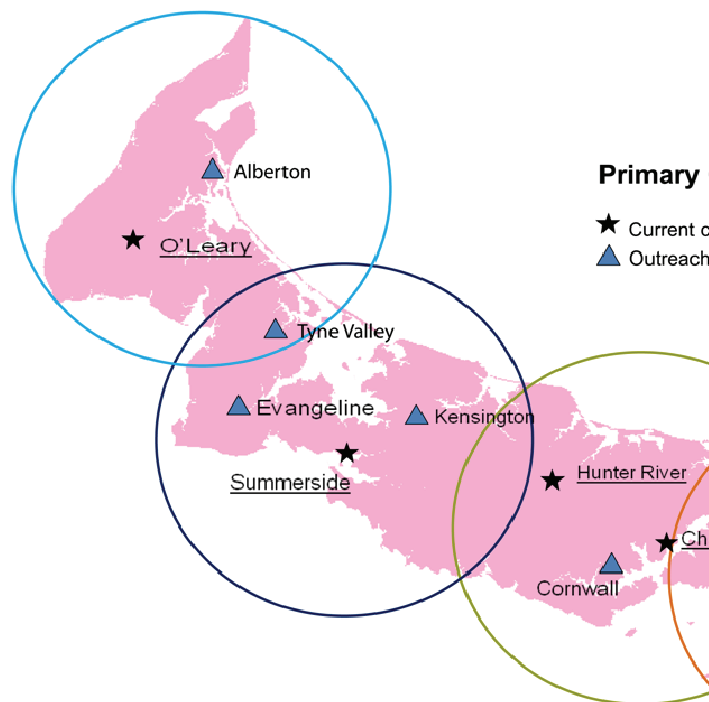 Alberton
Primary
Current
O'Leary
Outreach
Tyne Valley
Evangeline
Kensington
Summerside
Hunter River
Cornwall